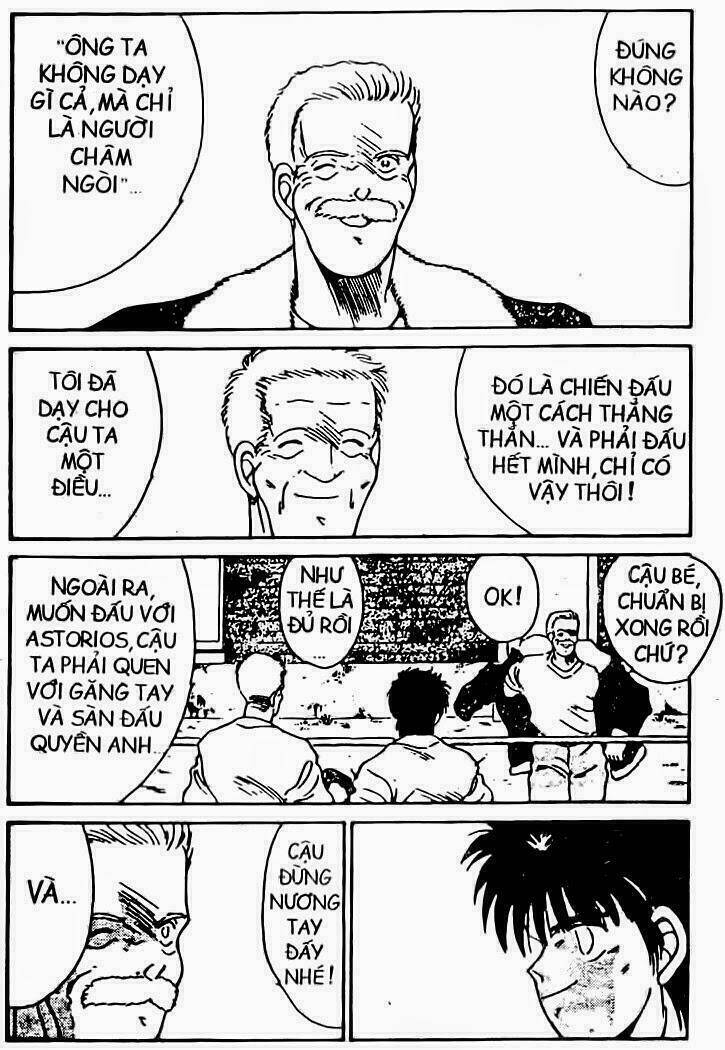 "ÔNG TA
KHÔNG DẠY
GÌ CẢ, MÀ CHỈ
LÀ NGƯỜI
CHÂM
NGÒI"...
ĐÚNG
KHÔNG
NÀO?
TÔI ĐÃ
DẠY CHO
CẬU TA
MỘT
ĐIỀU...
ĐÓ LÀ CHIẾN ĐẤU
MỘT CÁCH THẲNG
THẮN... VÀ PHẢI ĐẤU
HẾT MÌNH, CHỈ CÓ
VẬY THÔI!
NGOÀI RA,
MUỐN ĐẤU VỚI
ASTORIOS, CẬU
TA PHẢI QUEN
VỚI GĂNG TAY
VÀ SÀN ĐẤU
QUYỀN ANH...
NHƯ
THẾ LÀ
ĐỦ RỒI
...
OK!
CẬU BÉ,
CHUẨN BỊ
XONG RỒI
CHỨ?
VÀ...
CẬU
ĐỪNG
NƯƠNG
TAY
ĐẤY
NHÉ!